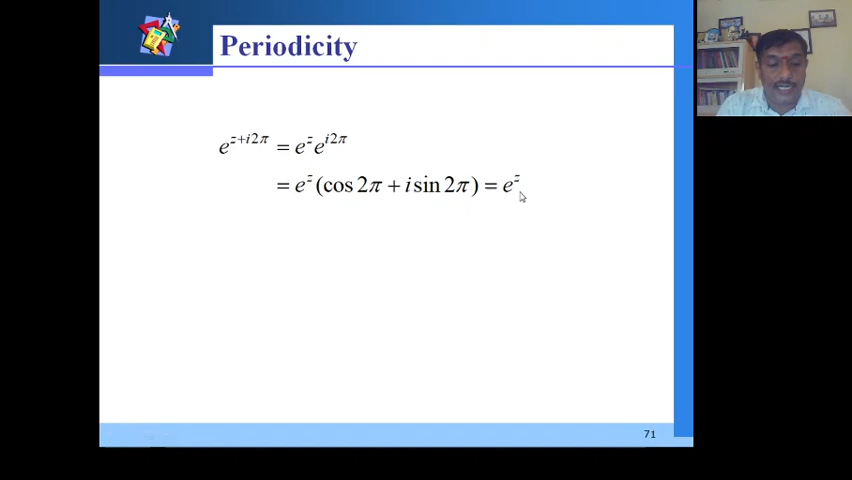 Periodicity
e^{z+i2π} = e^z e^{i2π}
= e^z (cos 2π + i sin 2π) = e^z
71